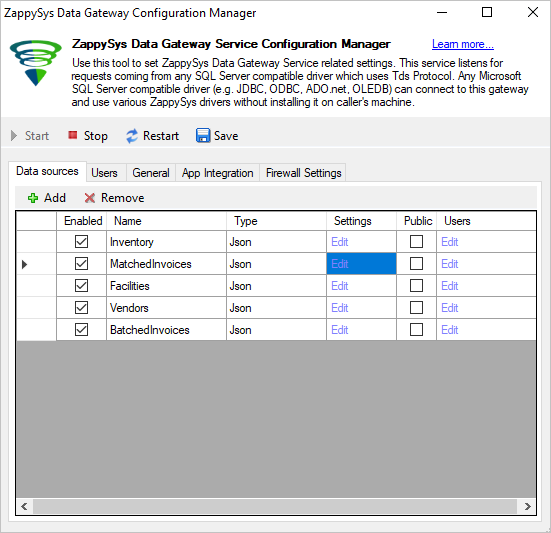 ZappySys Data Gateway Configuration Manager
ZappySys Data Gateway Service Configuration Manager Learn more...
Use this tool to set ZappySys Data Gateway Service related settings. This service listens for
requests coming from any SQL Server compatible driver which uses Tds Protocol. Any Microsoft
SQL Server compatible driver (e.g. JDBC, ODBC, ADO.net, OLEDB) can connect to this gateway
and use various ZappySys drivers without installing it on caller's machine.
Start Stop Restart Save
Data sources Users General App Integration Firewall Settings
Add Remove
Enabled Name Type Settings Public Users
Inventory Json Edit Edit
MatchedInvoices Json Edit Edit
Facilities Json Edit Edit
Vendors Json Edit Edit
BatchedInvoices Json Edit Edit